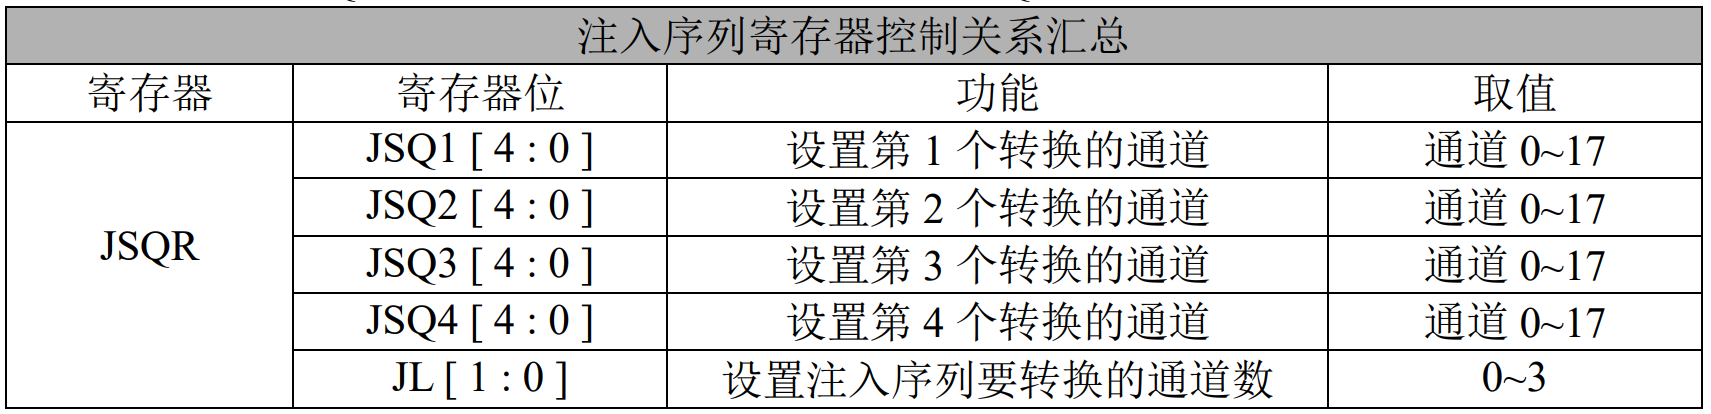 注入序列寄存器控制关系汇总
寄存器 寄存器位 功能 取值
JSQR
JSQ1 [ 4 : 0 ] 设置第 1 个转换的通道 通道 0~17
JSQ2 [ 4 : 0 ] 设置第 2 个转换的通道 通道 0~17
JSQ3 [ 4 : 0 ] 设置第 3 个转换的通道 通道 0~17
JSQ4 [ 4 : 0 ] 设置第 4 个转换的通道 通道 0~17
JL [ 1 : 0 ] 设置注入序列要转换的通道数 0~3